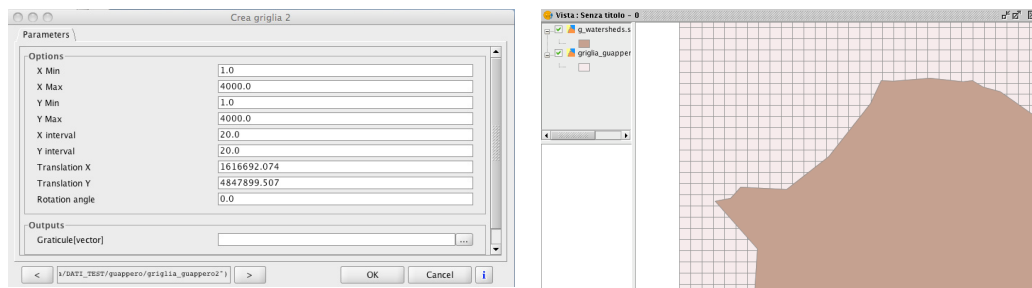 Crea griglia 2
Parameters
Options
X Min 1.0
X Max 4000.0
Y Min 1.0
Y Max 4000.0
X interval 20.0
Y interval 20.0
Translation X 1616692.074
Translation Y 4847899.507
Rotation angle 0.0
Outputs
Graticule[vector] ...
< a/DATI_TEST/guappero/griglia_guappero2") > OK Cancel i
Vista : Senza titolo - 0
g_watersheds.s
griglia_guapper